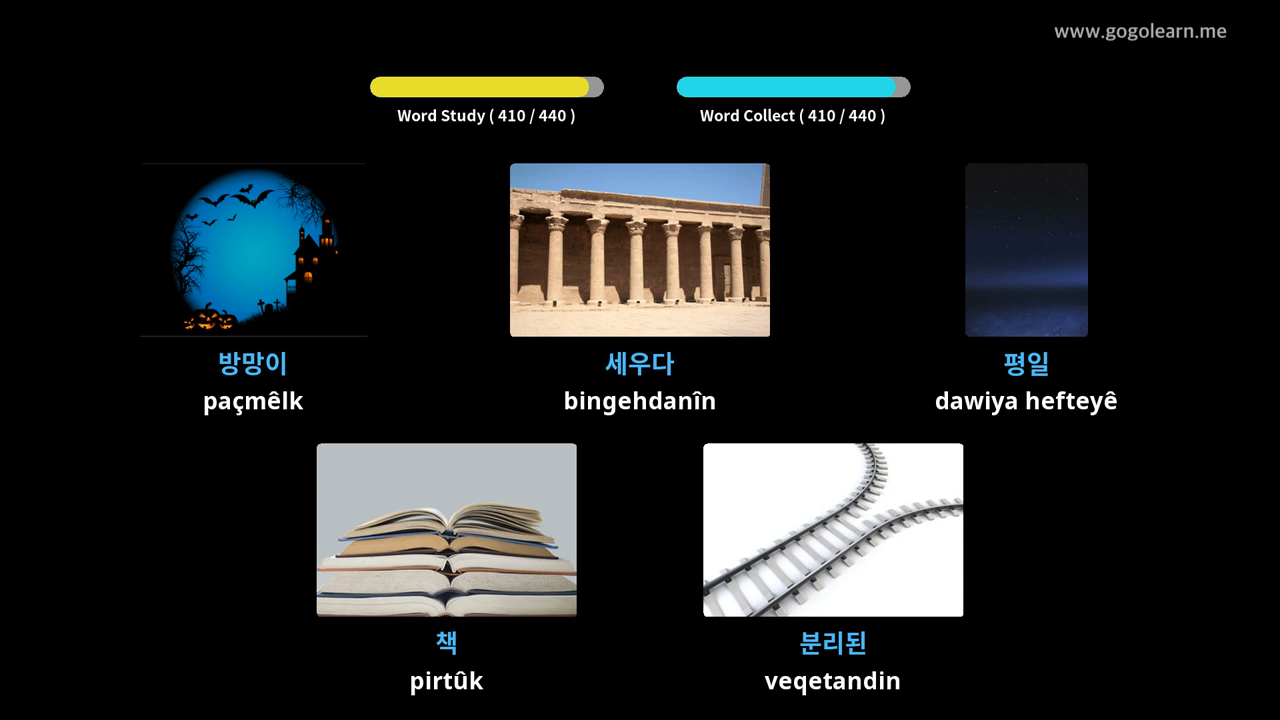 www.gogolearn.me
Word Study ( 410 / 440 )
Word Collect ( 410 / 440 )
방망이
paçmêlk
세우다
bingehdanîn
평일
dawiya hefteyê
책
pirtûk
분리된
veqetandin